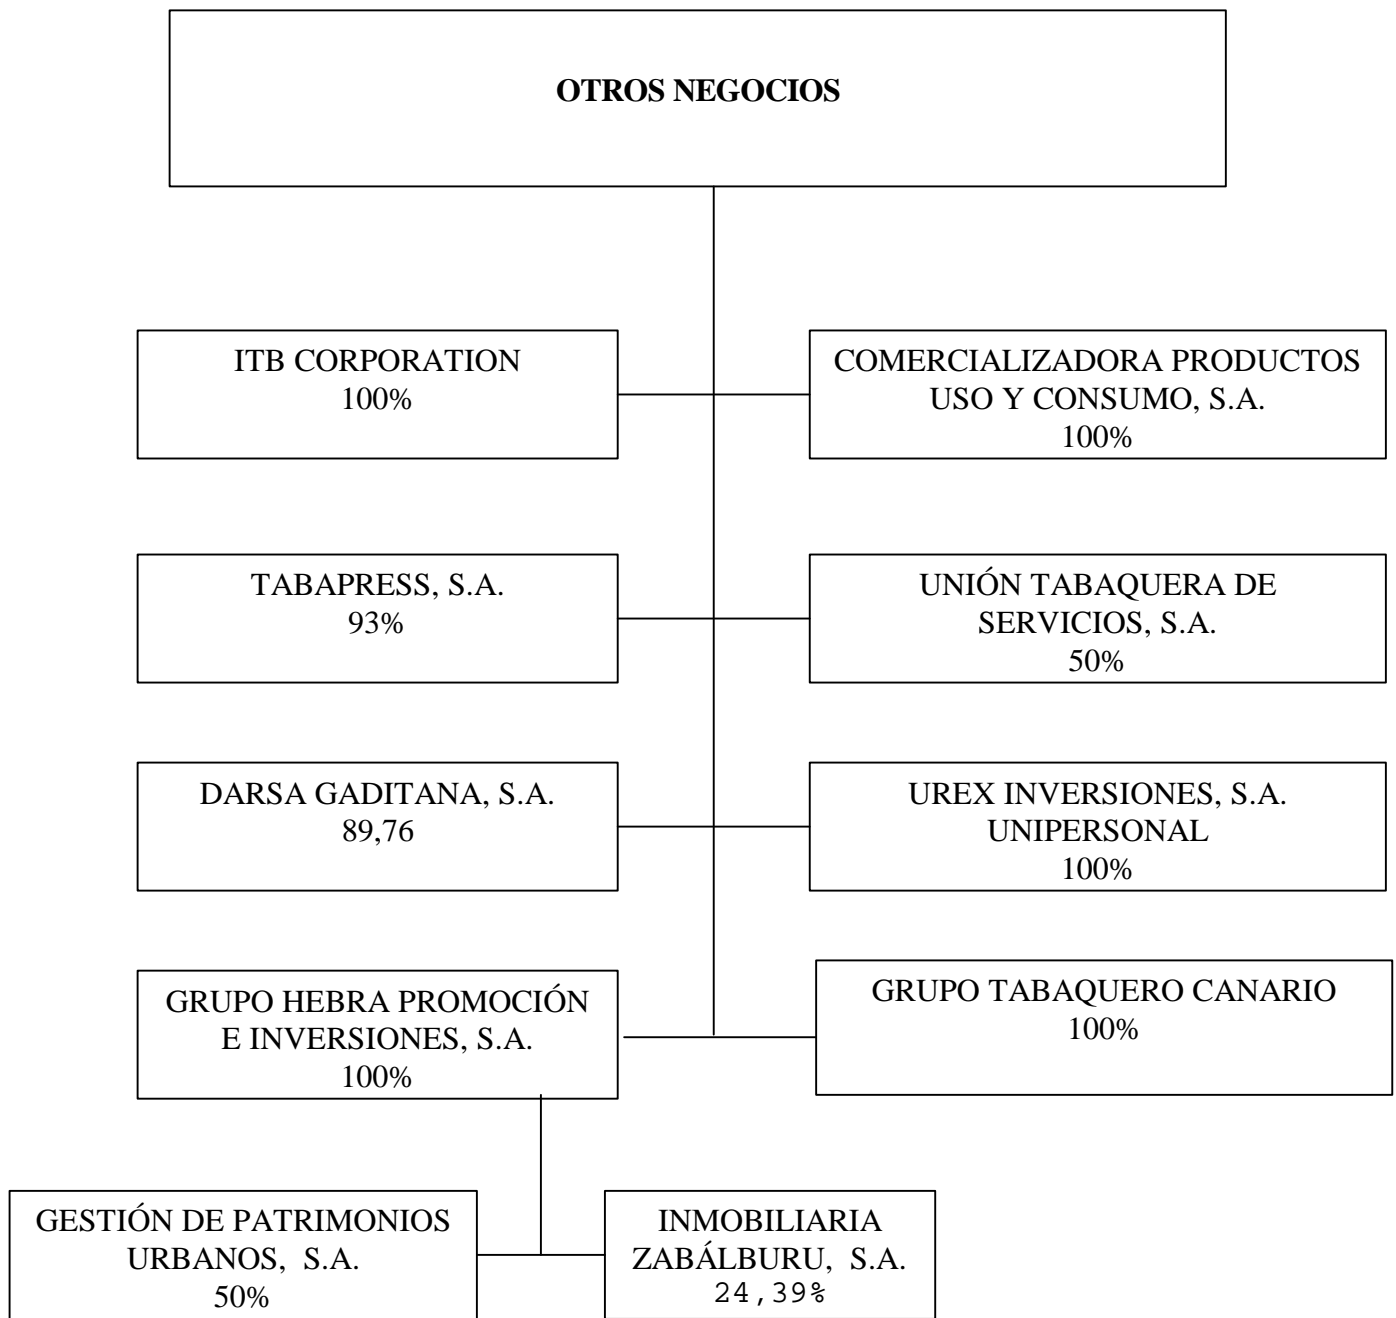 OTROS NEGOCIOS
ITB CORPORATION
100%
COMERCIALIZADORA PRODUCTOS
USO Y CONSUMO, S.A.
100%
TABAPRESS, S.A.
93%
UNIÓN TABAQUERA DE
SERVICIOS, S.A.
50%
DARSA GADITANA, S.A.
89,76
UREX INVERSIONES, S.A.
UNIPERSONAL
100%
GRUPO HEBRA PROMOCIÓN
E INVERSIONES, S.A.
100%
GRUPO TABAQUERO CANARIO
100%
GESTIÓN DE PATRIMONIOS
URBANOS, S.A.
50%
INMOBILIARIA
ZABÁLBURU, S.A.
24,39%